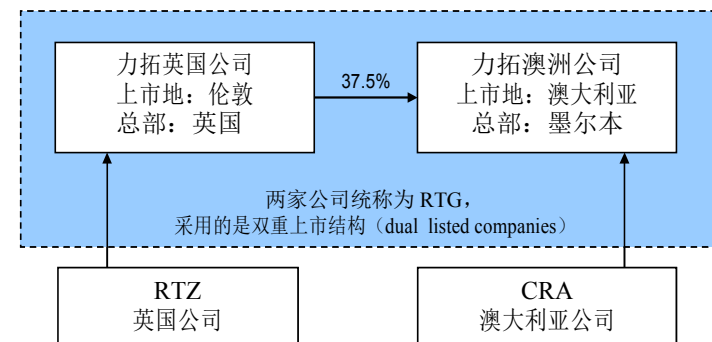 力拓英国公司
上市地：伦敦
总部：英国
37.5%
力拓澳洲公司
上市地：澳大利亚
总部：墨尔本
两家公司统称为 RTG，
采用的是双重上市结构（dual listed companies）
RTZ
英国公司
CRA
澳大利亚公司